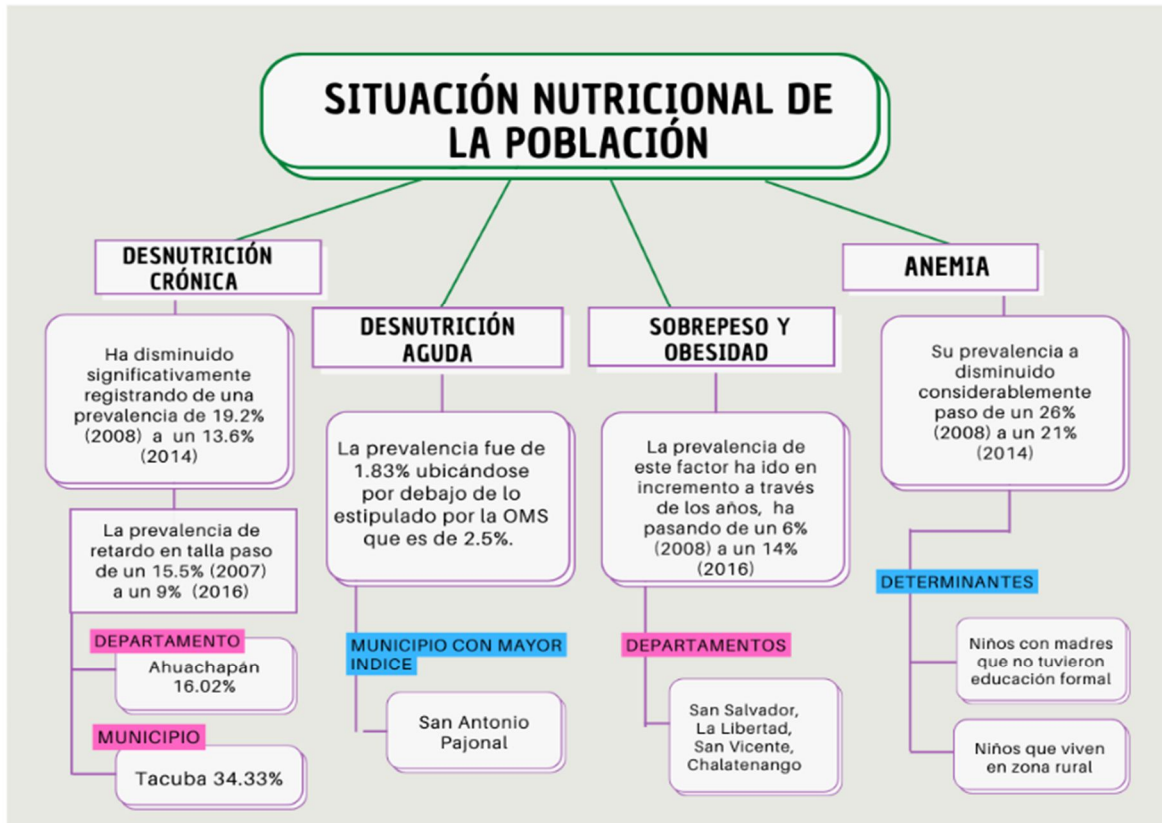 SITUACIÓN NUTRICIONAL DE
LA POBLACIÓN
DESNUTRICIÓN
CRÓNICA
Ha disminuido
significativamente
registrando de una
prevalencia de 19.2%
(2008) a un 13.6%
(2014)
La prevalencia de
retardo en talla paso
de un 15.5% (2007)
a un 9% (2016)
DEPARTAMENTO
Ahuachapán
16.02%
MUNICIPIO
Tacuba 34.33%
DESNUTRICIÓN
AGUDA
La prevalencia fue de
1.83% ubicándose
por debajo de lo
estipulado por la OMS
que es de 2.5%.
MUNICIPIO CON MAYOR
INDICE
San Antonio
Pajonal
SOBREPESO Y
OBESIDAD
La prevalencia de
este factor ha ido en
incremento a través
de los años, ha
pasando de un 6%
(2008) a un 14%
(2016)
DEPARTAMENTOS
San Salvador,
La Libertad,
San Vicente,
Chalatenango
ANEMIA
Su prevalencia a
disminuido
considerablemente
paso de un 26%
(2008) a un 21%
(2014)
DETERMINANTES
Niños con madres
que no tuvieron
educación formal
Niños que viven
en zona rural